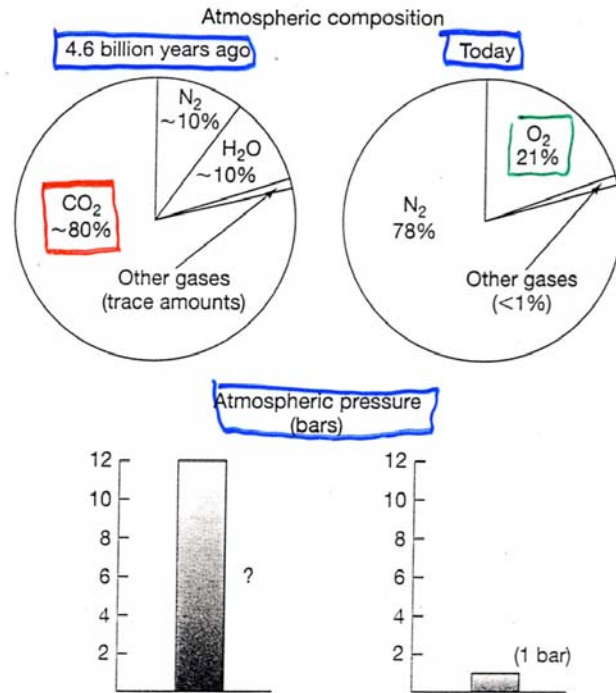 Atmospheric composition
4.6 billion years ago
Today
N₂
~10%
H₂O
~10%
CO₂
~80%
Other gases
(trace amounts)
O₂
21%
N₂
78%
Other gases
(<1%)
Atmospheric pressure
(bars)
12
10
8
6
4
2
?
12
10
8
6
4
2
(1 bar)